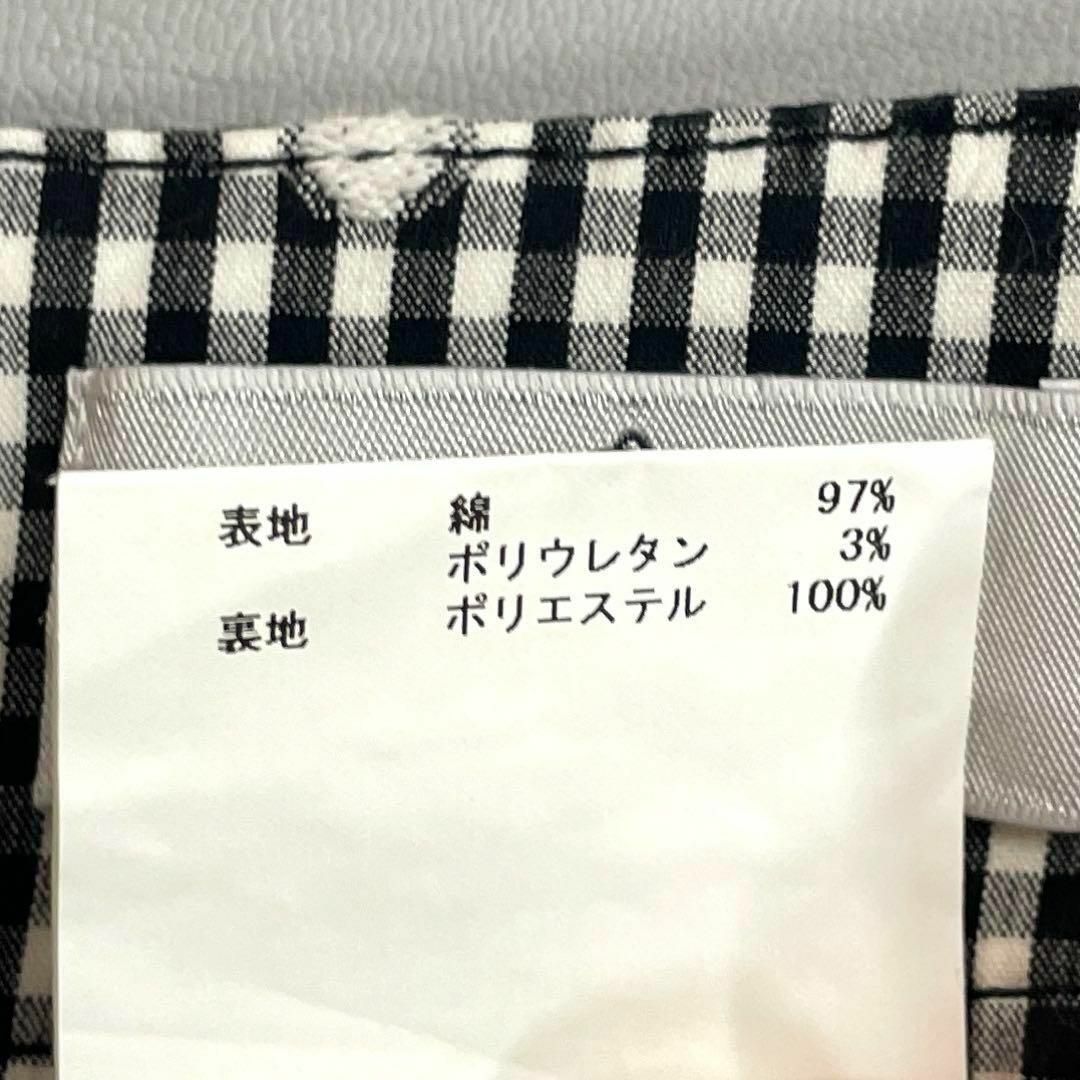 表地 綿 97%
ポリウレタン 3%
裏地 ポリエステル 100%